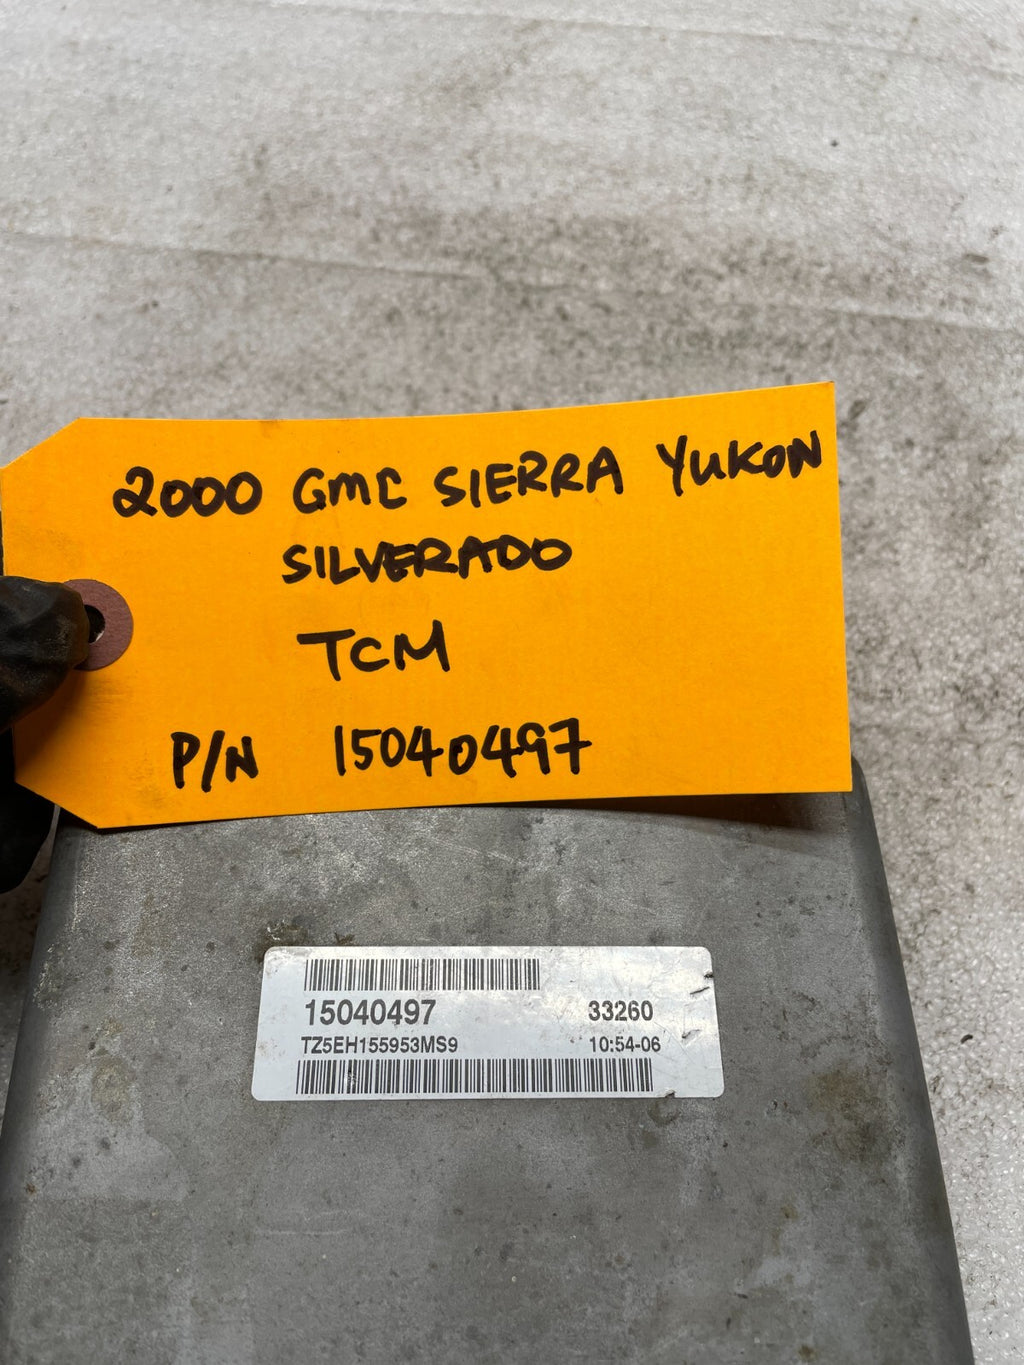 2000 GMC SIERRA YUKON
SILVERADO
TCM
P/N 15040497
15040497 33260
TZ5EH155953MS9 10:54-06